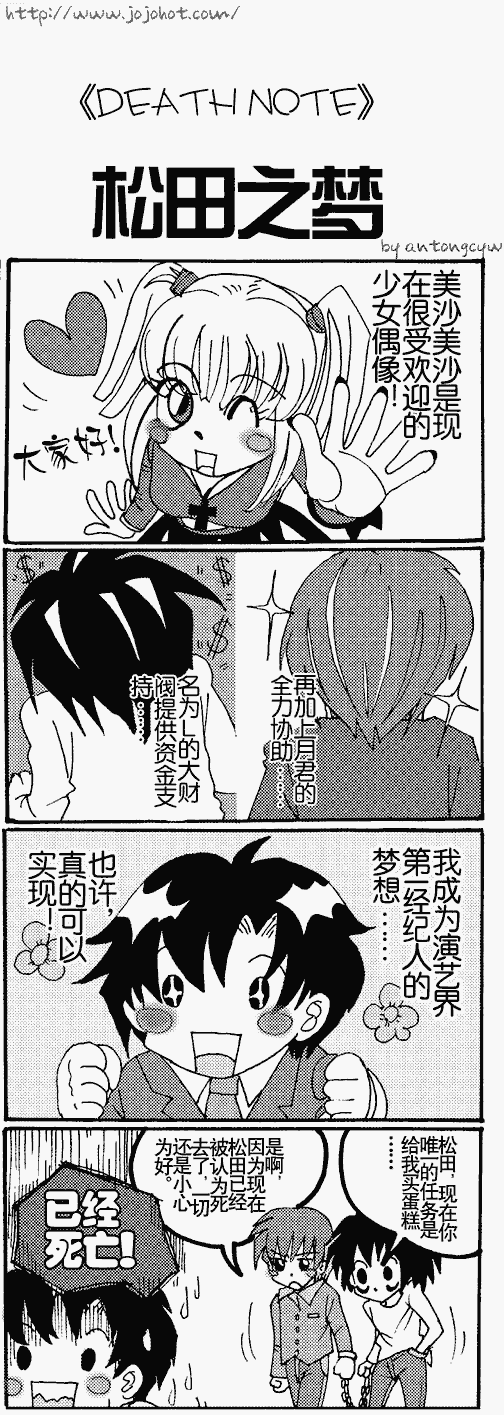 http://www.jojohot.com/
《DEATH NOTE》
松田之梦
by antongcyw
美沙美沙是现
在很受欢迎的
少女偶像！
大家好！
再加上月君的
全力协助……
名为L的大财
阀提供资金支
持……
我成为演艺界
第一经纪人的
梦想……
也许，
真的可以
实现！
松田，现在你
唯一的任务是
给我买蛋糕
……
是啊，
因为现在
松田已经
被认为死
去了，一切
还是小心
为好。
已经
死亡！